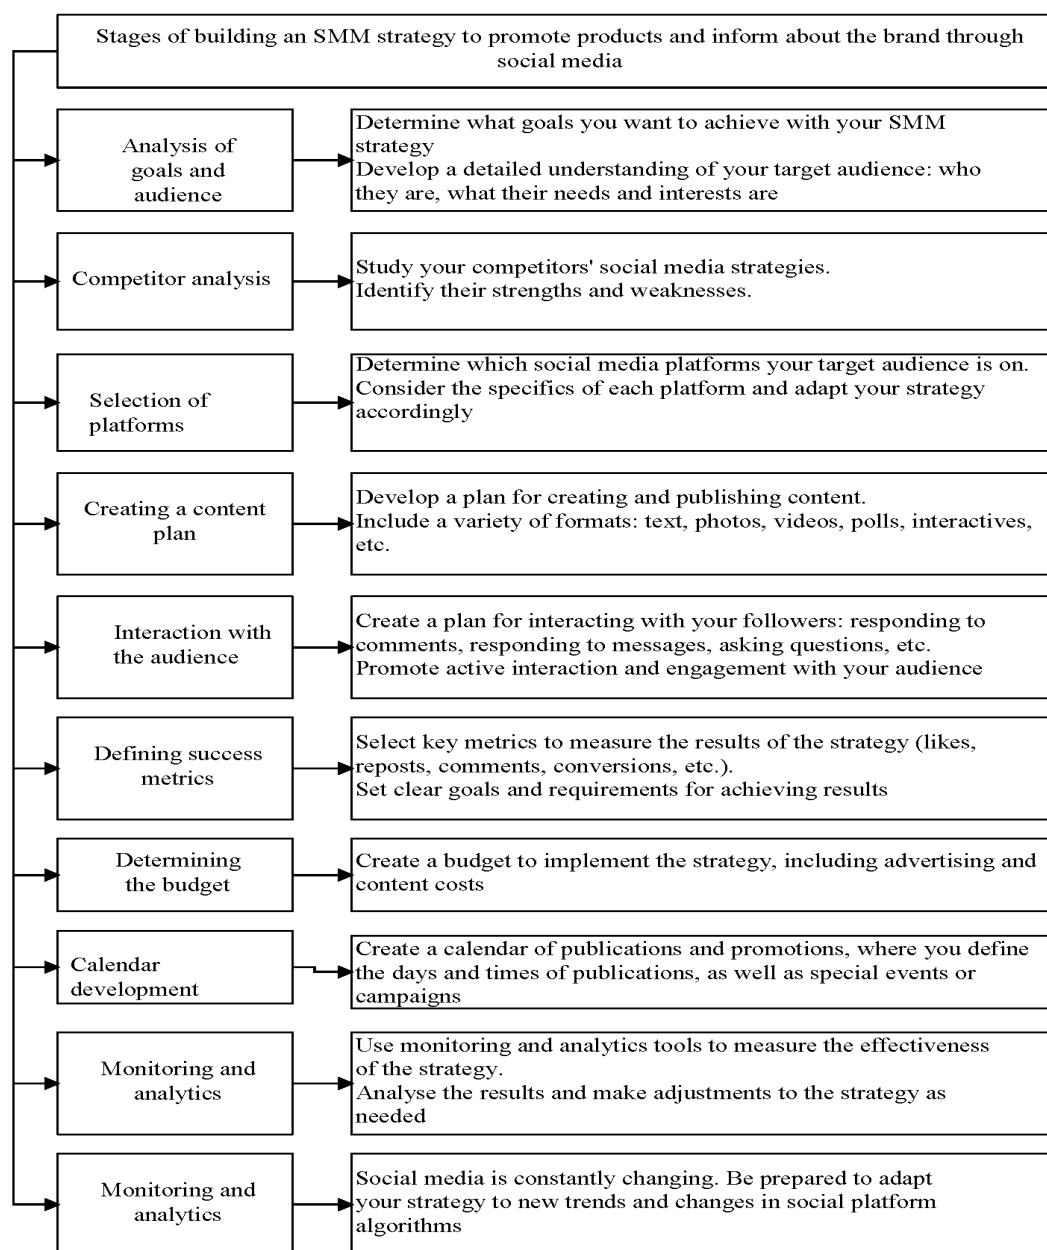 Stages of building an SMM strategy to promote products and inform about the brand through
social media
Analysis of
goals and
audience
Determine what goals you want to achieve with your SMM
strategy
Develop a detailed understanding of your target audience: who
they are, what their needs and interests are
Competitor analysis
Study your competitors' social media strategies.
Identify their strengths and weaknesses.
Selection of
platforms
Determine which social media platforms your target audience is on.
Consider the specifics of each platform and adapt your strategy
accordingly
Creating a content
plan
Develop a plan for creating and publishing content.
Include a variety of formats: text, photos, videos, polls, interactives,
etc.
Interaction with
the audience
Create a plan for interacting with your followers: responding to
comments, responding to messages, asking questions, etc.
Promote active interaction and engagement with your audience
Defining success
metrics
Select key metrics to measure the results of the strategy (likes,
reposts, comments, conversions, etc.).
Set clear goals and requirements for achieving results
Determining
the budget
Create a budget to implement the strategy, including advertising and
content costs
Calendar
development
Create a calendar of publications and promotions, where you define
the days and times of publications, as well as special events or
campaigns
Monitoring and
analytics
Use monitoring and analytics tools to measure the effectiveness
of the strategy.
Analyse the results and make adjustments to the strategy as
needed
Monitoring and
analytics
Social media is constantly changing. Be prepared to adapt
your strategy to new trends and changes in social platform
algorithms